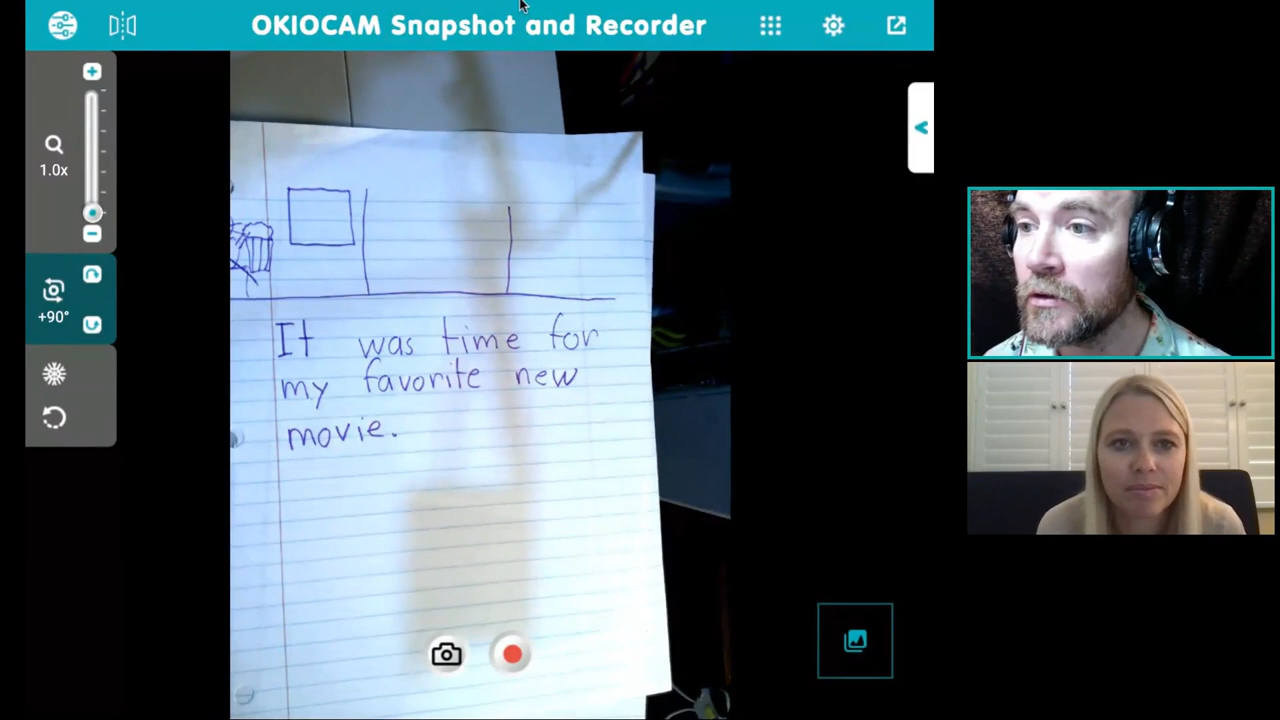 OKIOCAM Snapshot and Recorder
1.0x
+90°
It was time for
my favorite new
movie.